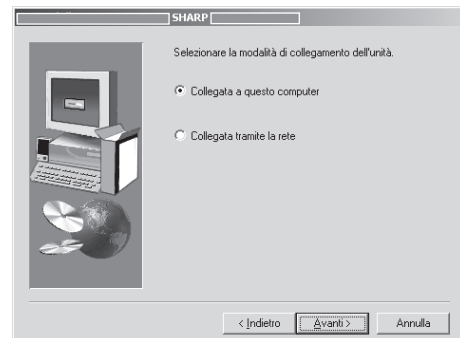 SHARP
Selezionare la modalità di collegamento dell'unità.
Collegata a questo computer
Collegata tramite la rete
< Indietro
Avanti >
Annulla